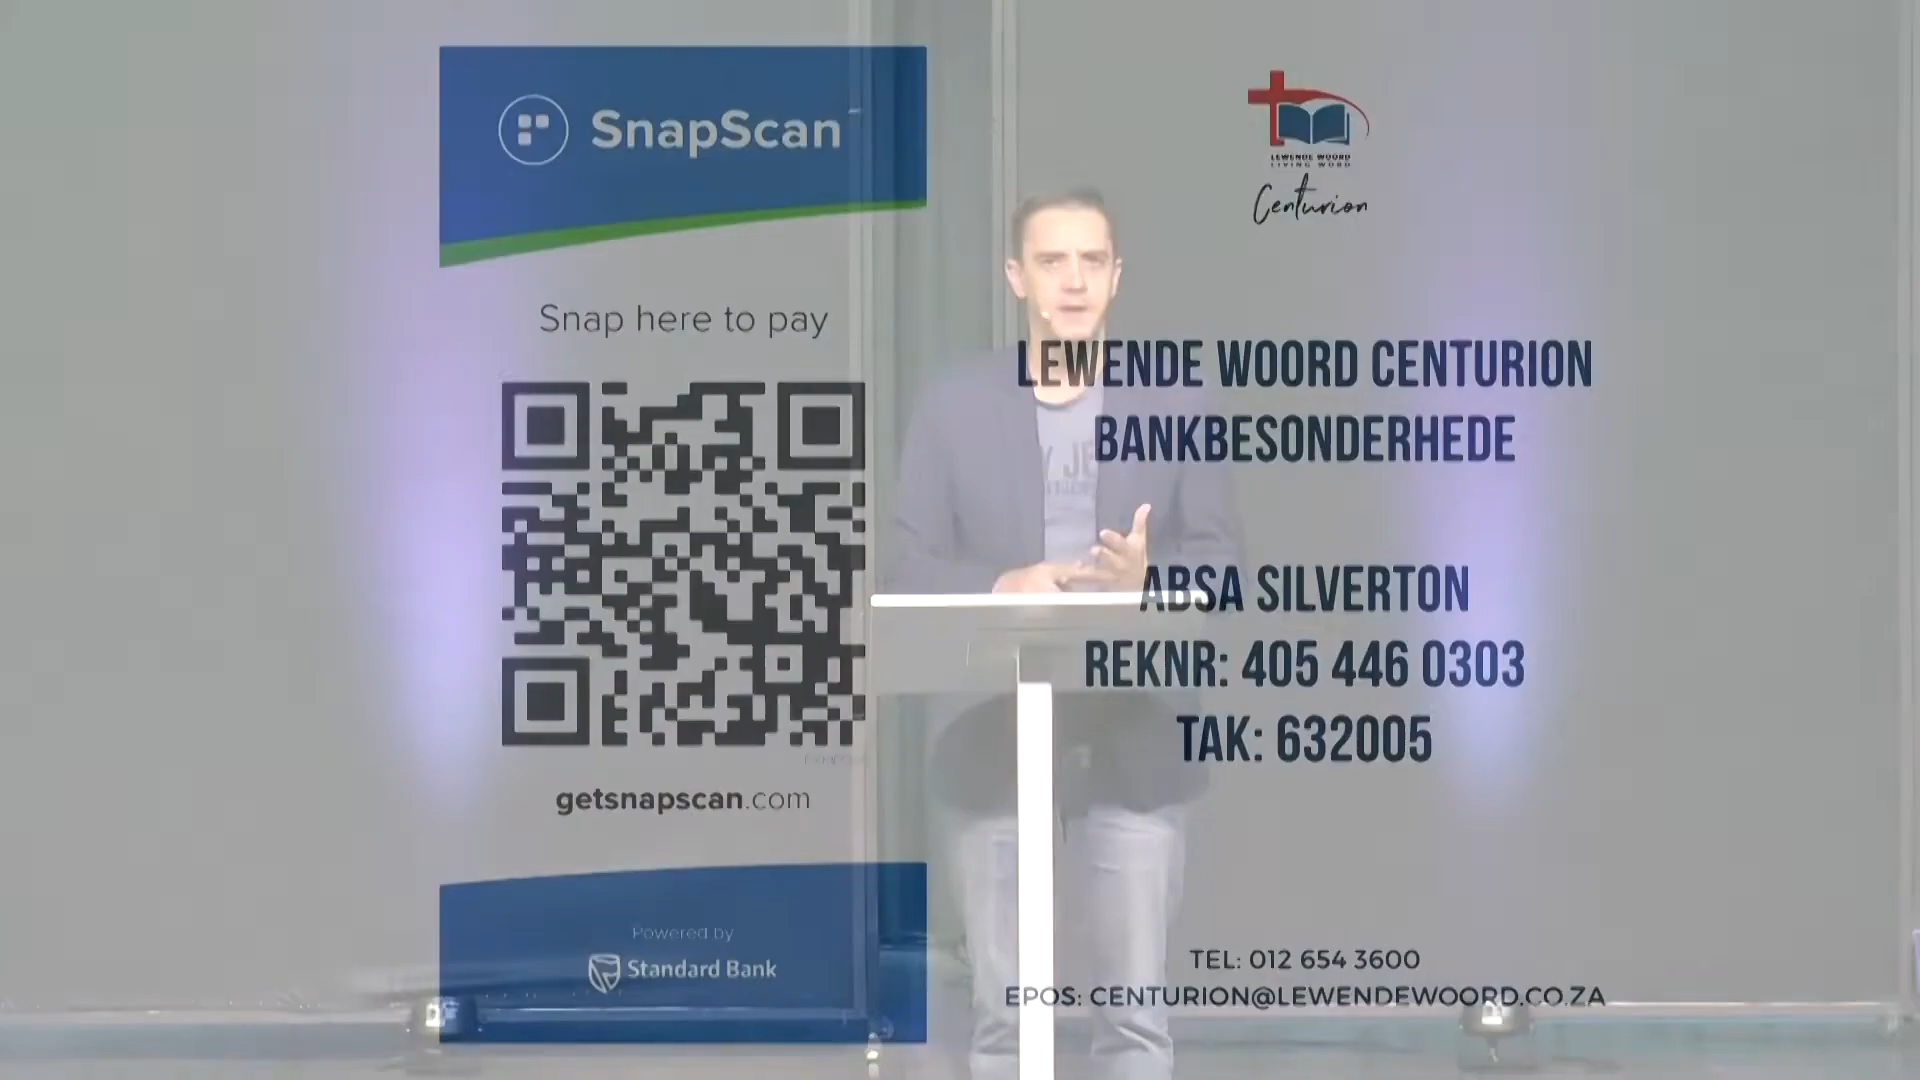 SnapScan
Snap here to pay
getsnapscan.com
Powered by
Standard Bank
LEWENDE WOORD
LIVING WORD
Centurion
LEWENDE WOORD CENTURION
BANKBESONDERHEDE
ABSA SILVERTON
REKNR: 405 446 0303
TAK: 632005
TEL: 012 654 3600
EPOS: CENTURION@LEWENDEWOORD.CO.ZA